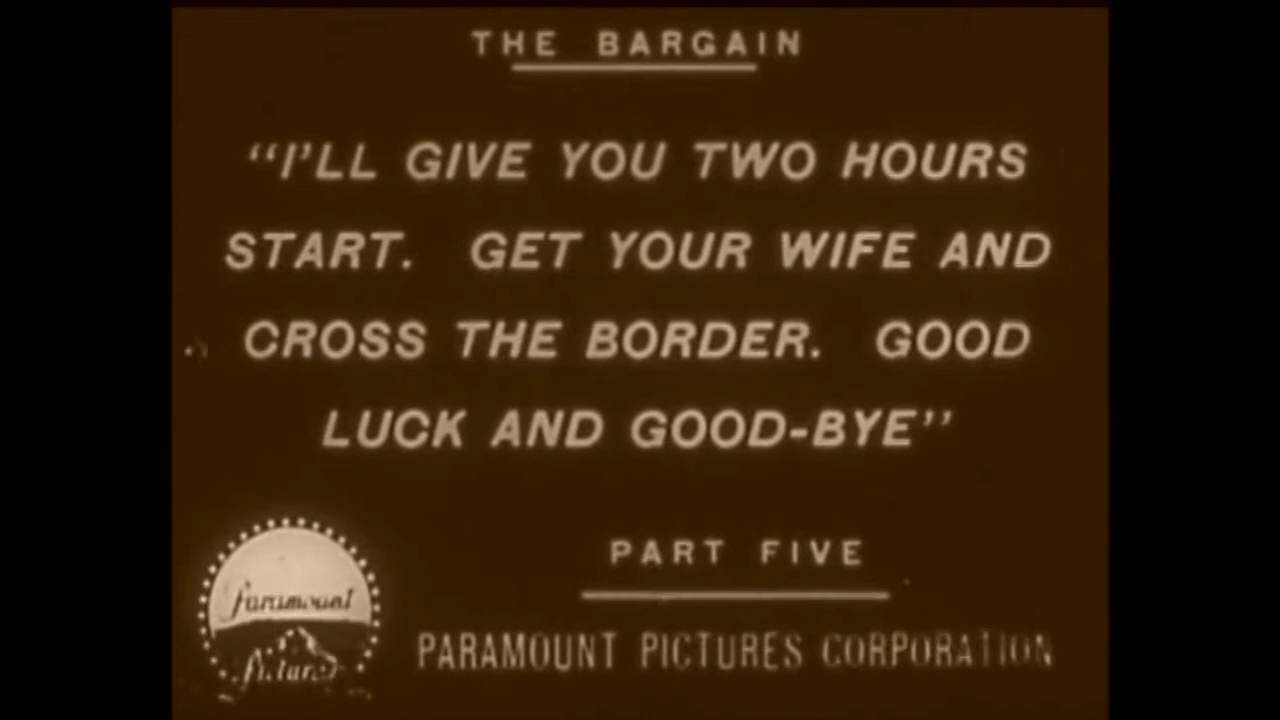 THE BARGAIN
"I'LL GIVE YOU TWO HOURS
START. GET YOUR WIFE AND
CROSS THE BORDER. GOOD
LUCK AND GOOD-BYE"
PART FIVE
Paramount
Pictures
PARAMOUNT PICTURES CORPORATION